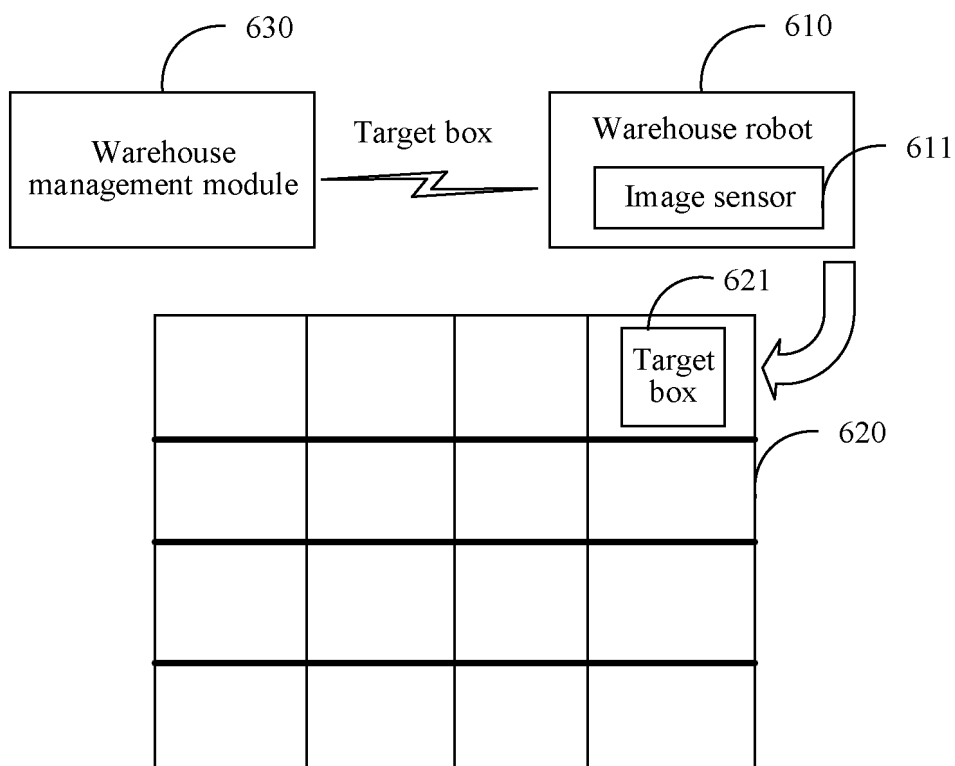 630
610
Warehouse
management module
Target box
Warehouse robot
611
Image sensor
621
Target
box
620